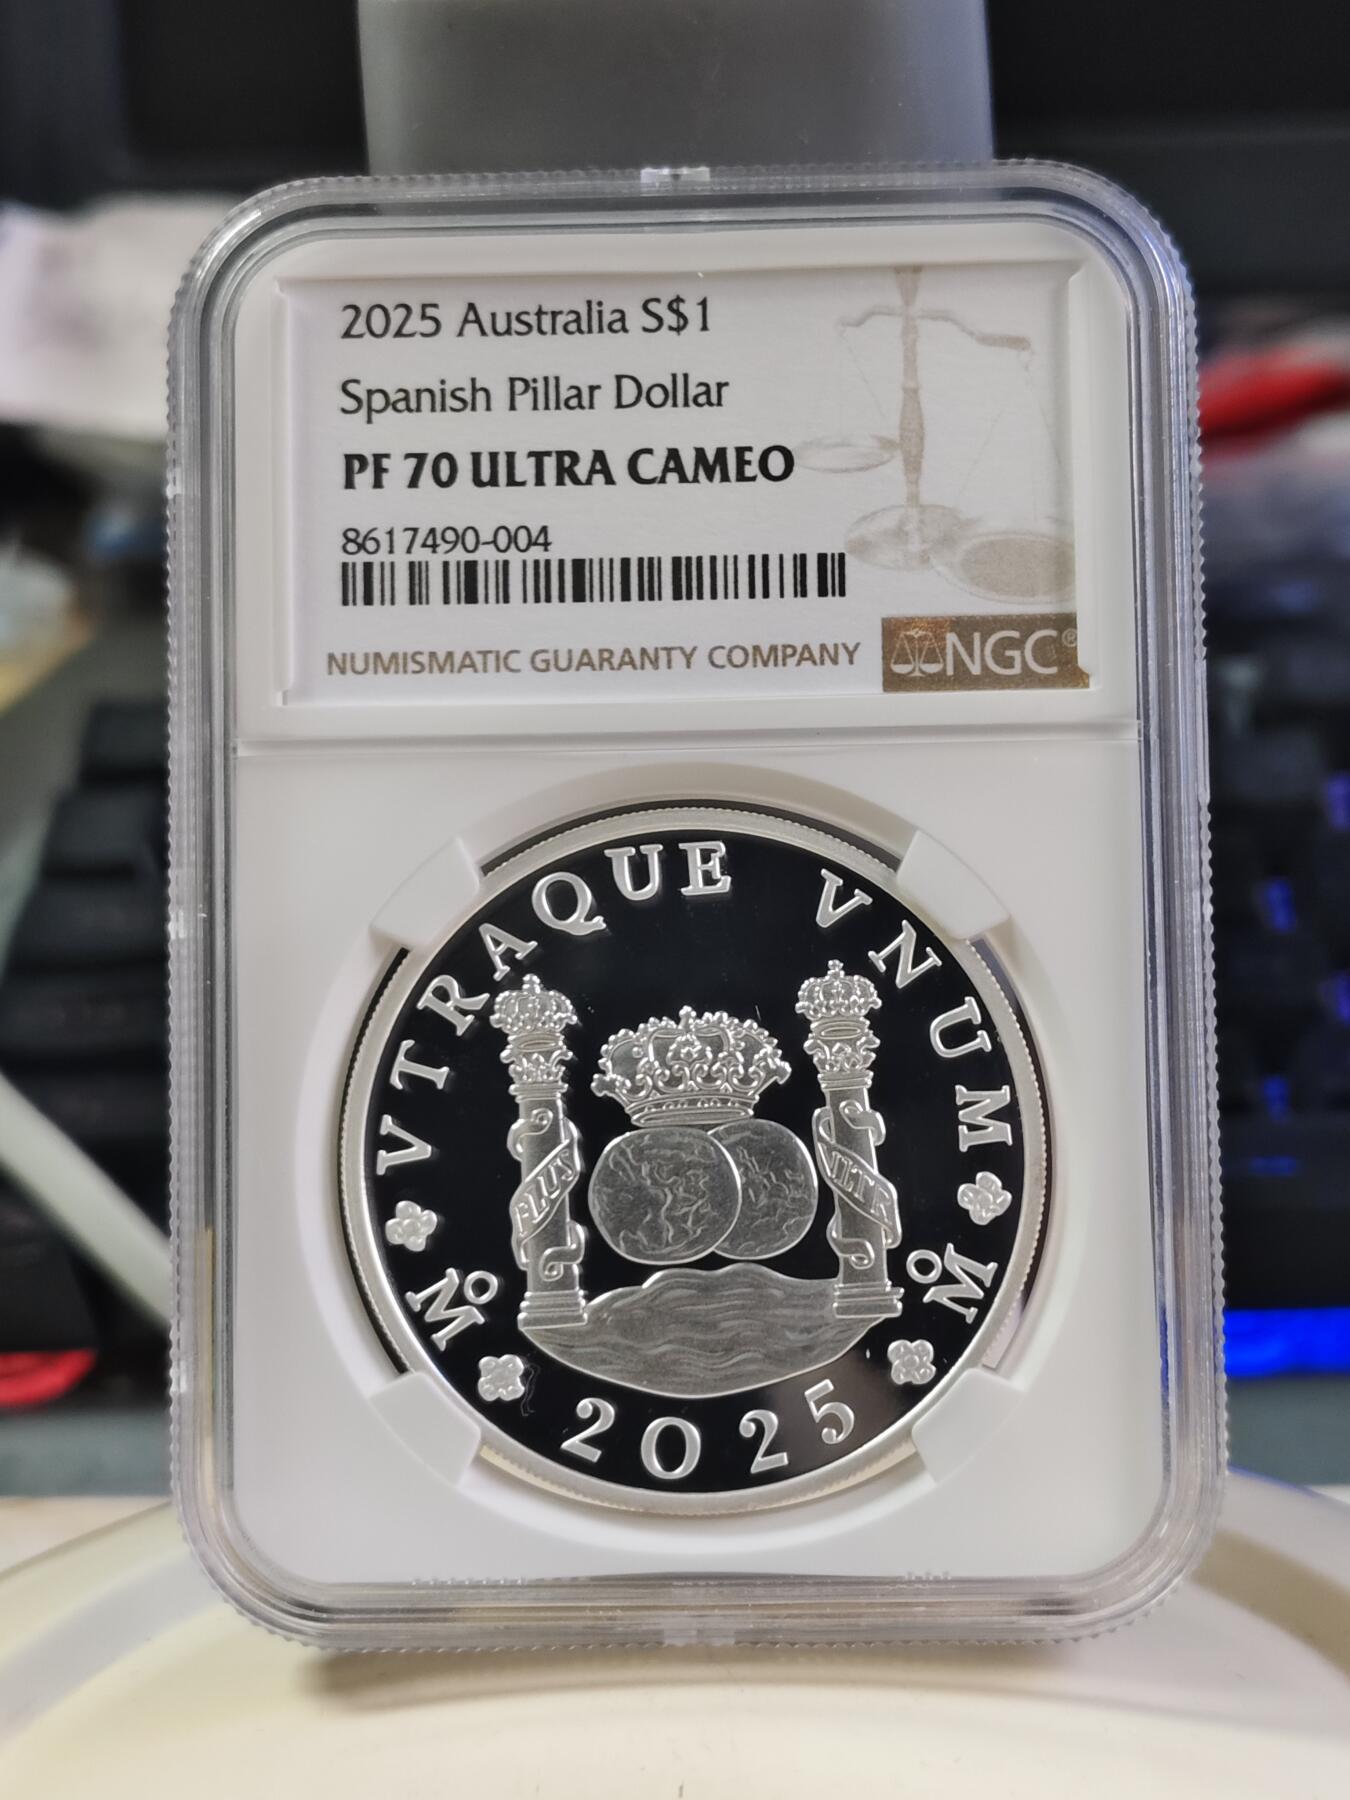 2025 Australia S$1
Spanish Pillar Dollar
PF 70 ULTRA CAMEO
8617490-004
NUMISMATIC GUARANTY COMPANY
NGC®
VTRAQUE VNUM
PLUS
VLTR
Mo
Mo
2025